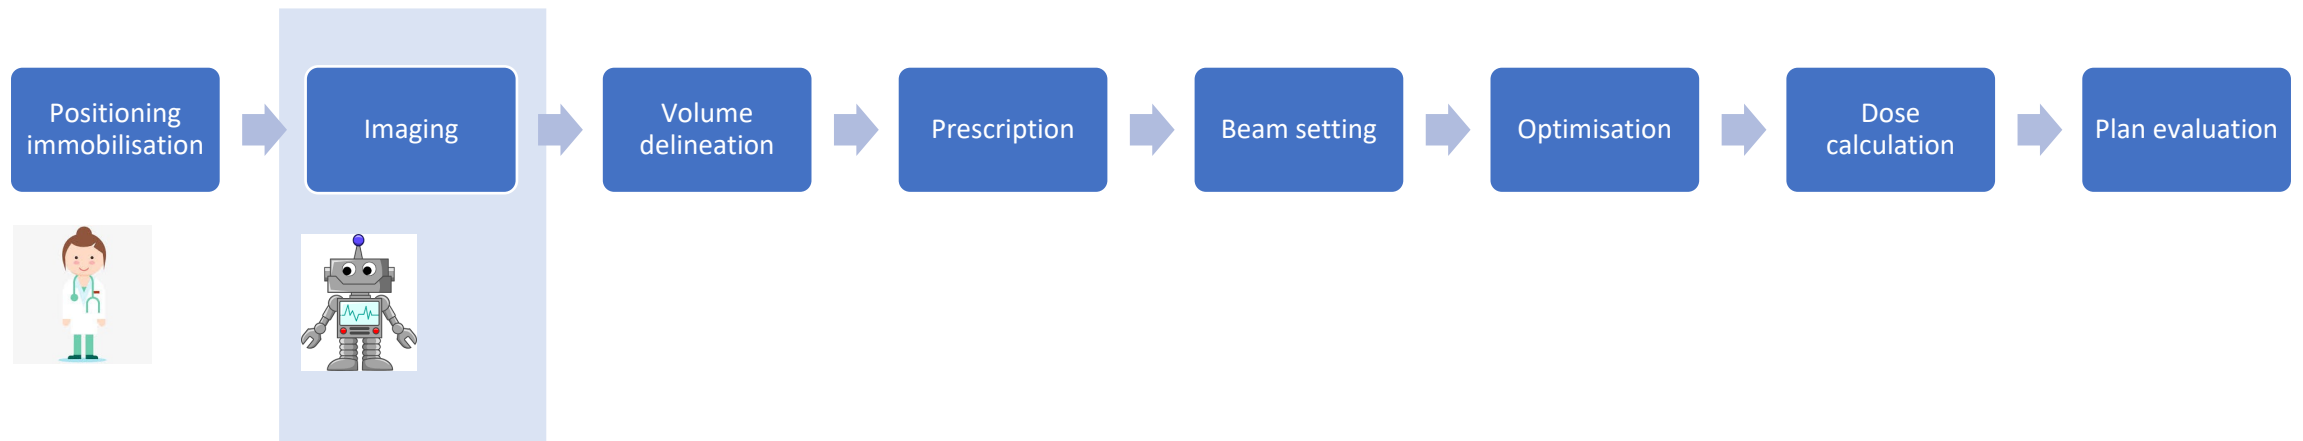 Positioning
immobilisation
Imaging
Volume
delineation
Prescription
Beam setting
Optimisation
Dose
calculation
Plan evaluation